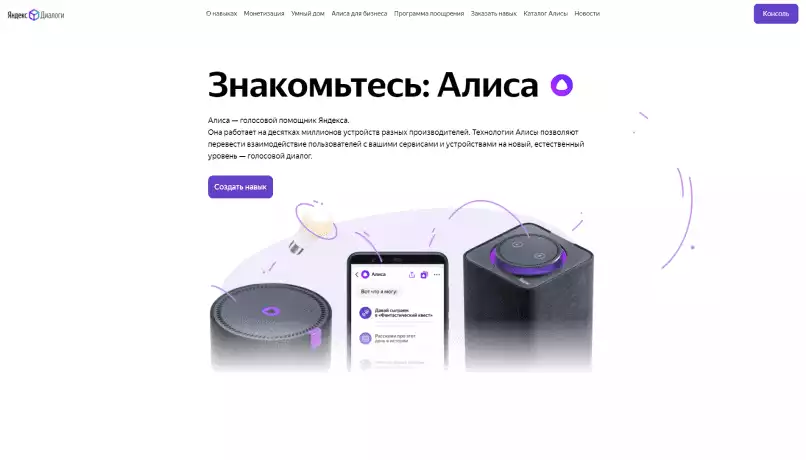 Яндекс Диалоги
О навыках Монетизация Умный дом Алиса для бизнеса Программа поощрения Заказать навык Каталог Алисы Новости
Консоль
Знакомьтесь: Алиса
Алиса — голосовой помощник Яндекса.
Она работает на десятках миллионов устройств разных производителей. Технологии Алисы позволяют
перевести взаимодействие пользователей с вашими сервисами и устройствами на новый, естественный
уровень — голосовой диалог.
Создать навык
Алиса
Вот что я могу:
Давай сыграем
в «Фантастический квест»
Расскажи про этот
день в истории